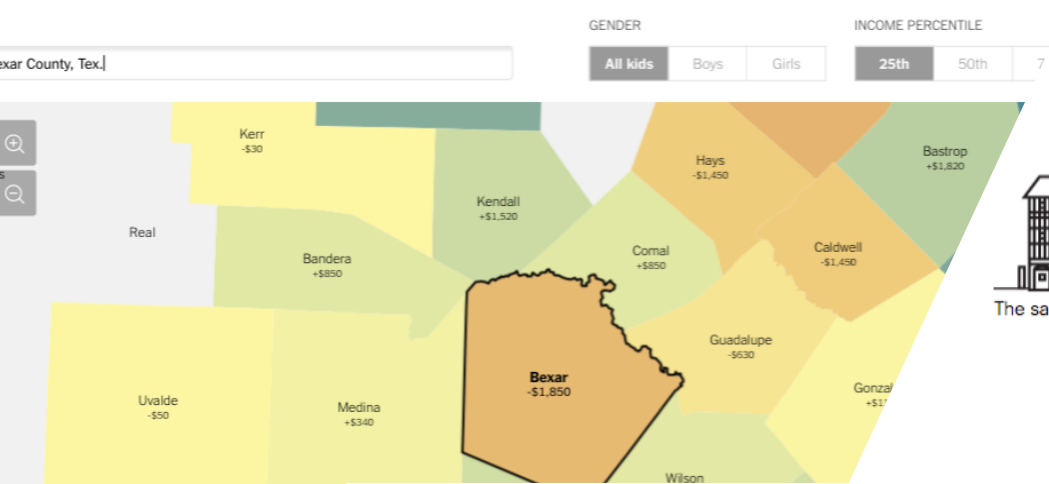 GENDER
INCOME PERCENTILE
exar County, Tex.
All kids
Boys
Girls
25th
50th
7
Kerr
-$30
Bastrop
+$1,820
Hays
-$1,450
s
Kendall
+$1,520
Real
Comal
+$850
Caldwell
-$1,450
Bandera
+$850
The sa
Guadalupe
-$630
Bexar
-$1,850
Gonzal
Uvalde
-$50
Medina
+$340
Wilson